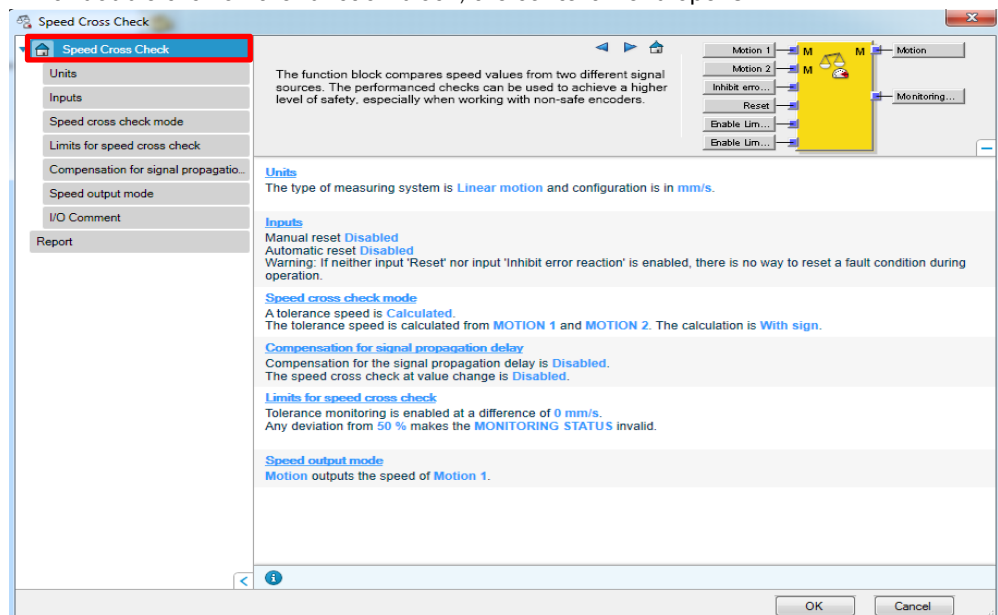 Speed Cross Check
Speed Cross Check
Units
Inputs
Speed cross check mode
Limits for speed cross check
Compensation for signal propagatio...
Speed output mode
I/O Comment
Report
The function block compares speed values from two different signal
sources. The performanced checks can be used to achieve a higher
level of safety, especially when working with non-safe encoders.
Motion 1
Motion 2
Inhibit erro...
Reset
Enable Lim...
Enable Lim...
M
M
M
Motion
Monitoring...
Units
The type of measuring system is Linear motion and configuration is in mm/s.
Inputs
Manual reset Disabled
Automatic reset Disabled
Warning: If neither input 'Reset' nor input 'Inhibit error reaction' is enabled, there is no way to reset a fault condition during
operation.
Speed cross check mode
A tolerance speed is Calculated.
The tolerance speed is calculated from MOTION 1 and MOTION 2. The calculation is With sign.
Compensation for signal propagation delay
Compensation for the signal propagation delay is Disabled.
The speed cross check at value change is Disabled.
Limits for speed cross check
Tolerance monitoring is enabled at a difference of 0 mm/s.
Any deviation from 50 % makes the MONITORING STATUS invalid.
Speed output mode
Motion outputs the speed of Motion 1.
OK
Cancel